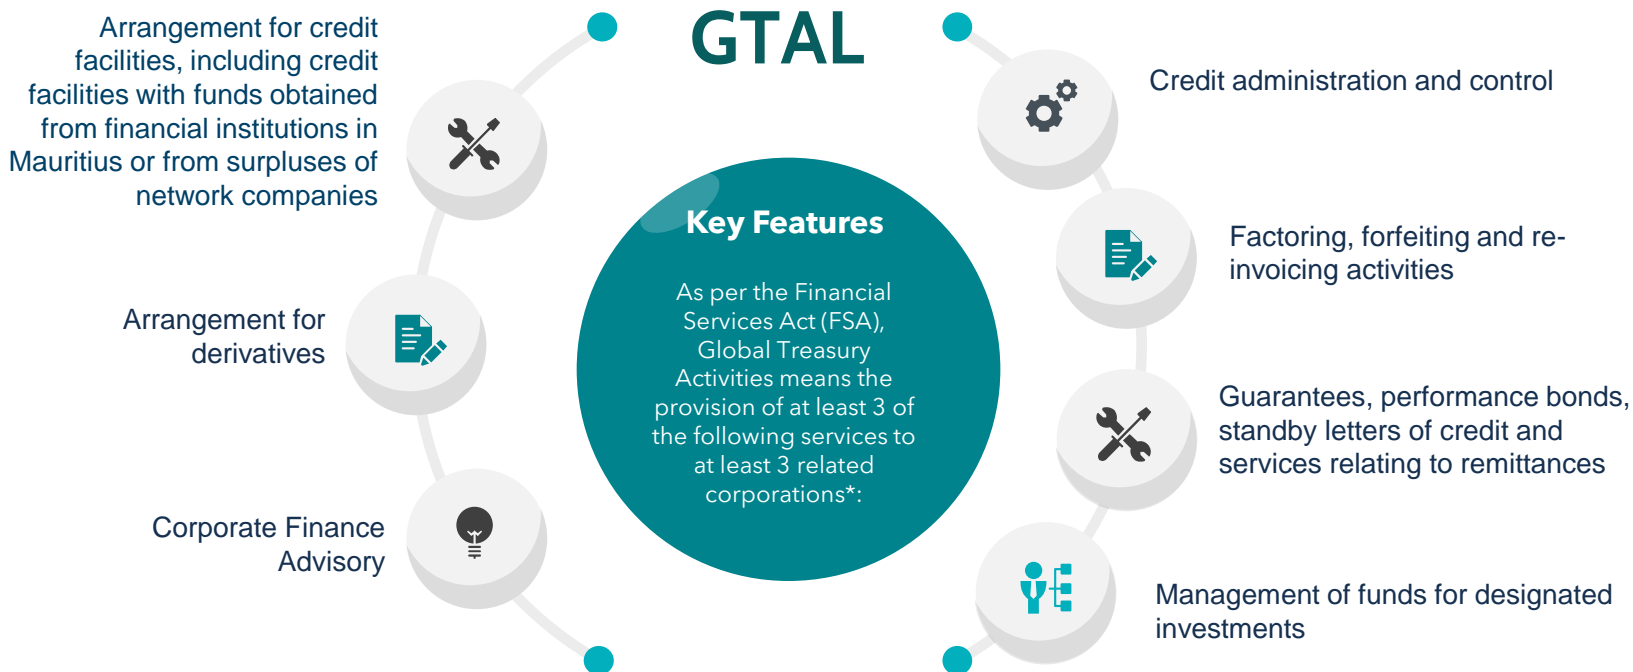 GTAL
Arrangement for credit
facilities, including credit
facilities with funds obtained
from financial institutions in
Mauritius or from surpluses of
network companies
Arrangement for
derivatives
Corporate Finance
Advisory
Key Features
As per the Financial
Services Act (FSA),
Global Treasury
Activities means the
provision of at least 3 of
the following services to
at least 3 related
corporations*:
Credit administration and control
Factoring, forfeiting and re-
invoicing activities
Guarantees, performance bonds,
standby letters of credit and
services relating to remittances
Management of funds for designated
investments